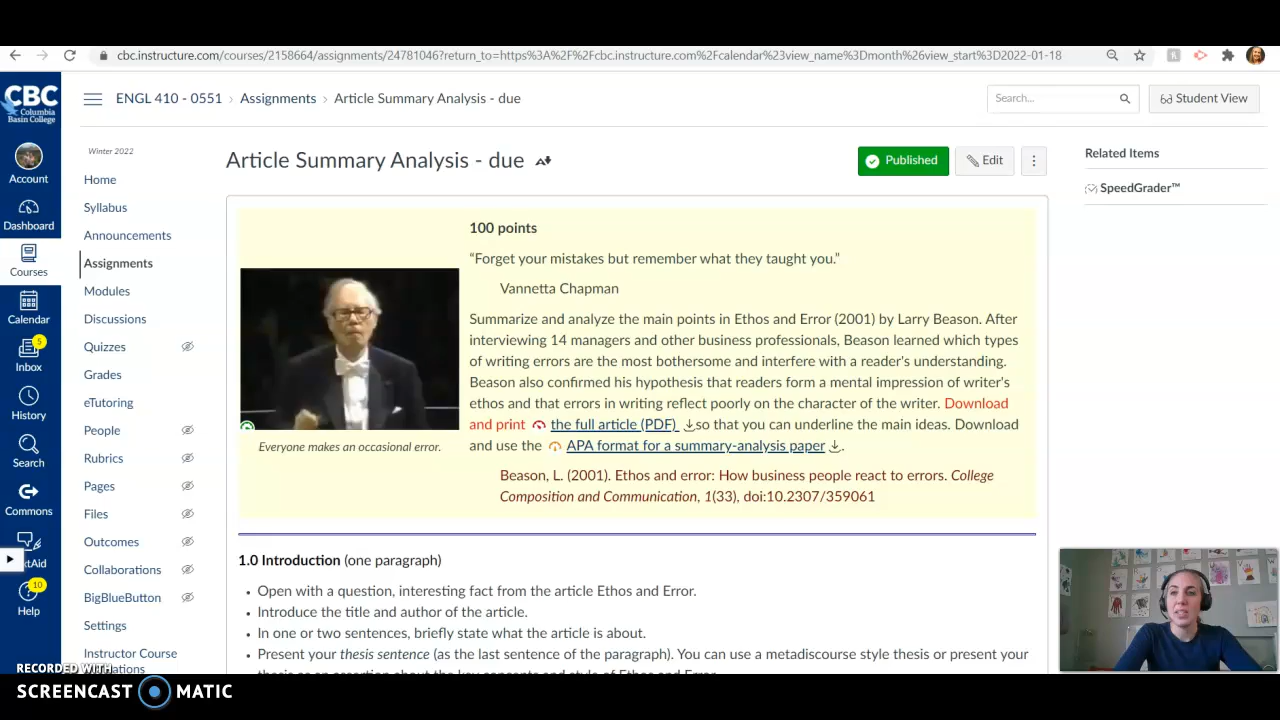 cbc.instructure.com/courses/2158664/assignments/24781046?return_to=https%3A%2F%2Fcbc.instructure.com%2Fcalendar%23view_name%3Dmonth%26view_start%3D2022-01-18
CBC
Columbia
Basin College
ENGL 410 - 0551 › Assignments › Article Summary Analysis - due
Search...
Student View
Account
Dashboard
Courses
Calendar
5
Inbox
History
Search
Commons
10
Help
Winter 2022
Home
Syllabus
Announcements
Assignments
Modules
Discussions
Quizzes
Grades
eTutoring
People
Rubrics
Pages
Files
Outcomes
Collaborations
BigBlueButton
Settings
Instructor Course
Article Summary Analysis - due
Published
Edit
Related Items
SpeedGrader™
100 points
“Forget your mistakes but remember what they taught you.”
Vannetta Chapman
Summarize and analyze the main points in Ethos and Error (2001) by Larry Beason. After
interviewing 14 managers and other business professionals, Beason learned which types
of writing errors are the most bothersome and interfere with a reader's understanding.
Beason also confirmed his hypothesis that readers form a mental impression of writer's
ethos and that errors in writing reflect poorly on the character of the writer. Download
and print the full article (PDF) so that you can underline the main ideas. Download
and use the APA format for a summary-analysis paper .
Everyone makes an occasional error.
Beason, L. (2001). Ethos and error: How business people react to errors. College
Composition and Communication, 1(33), doi:10.2307/359061
1.0 Introduction (one paragraph)
• Open with a question, interesting fact from the article Ethos and Error.
• Introduce the title and author of the article.
• In one or two sentences, briefly state what the article is about.
• Present your thesis sentence (as the last sentence of the paragraph). You can use a metadiscourse style thesis or present your
RECORDED WITH
SCREENCAST MATIC